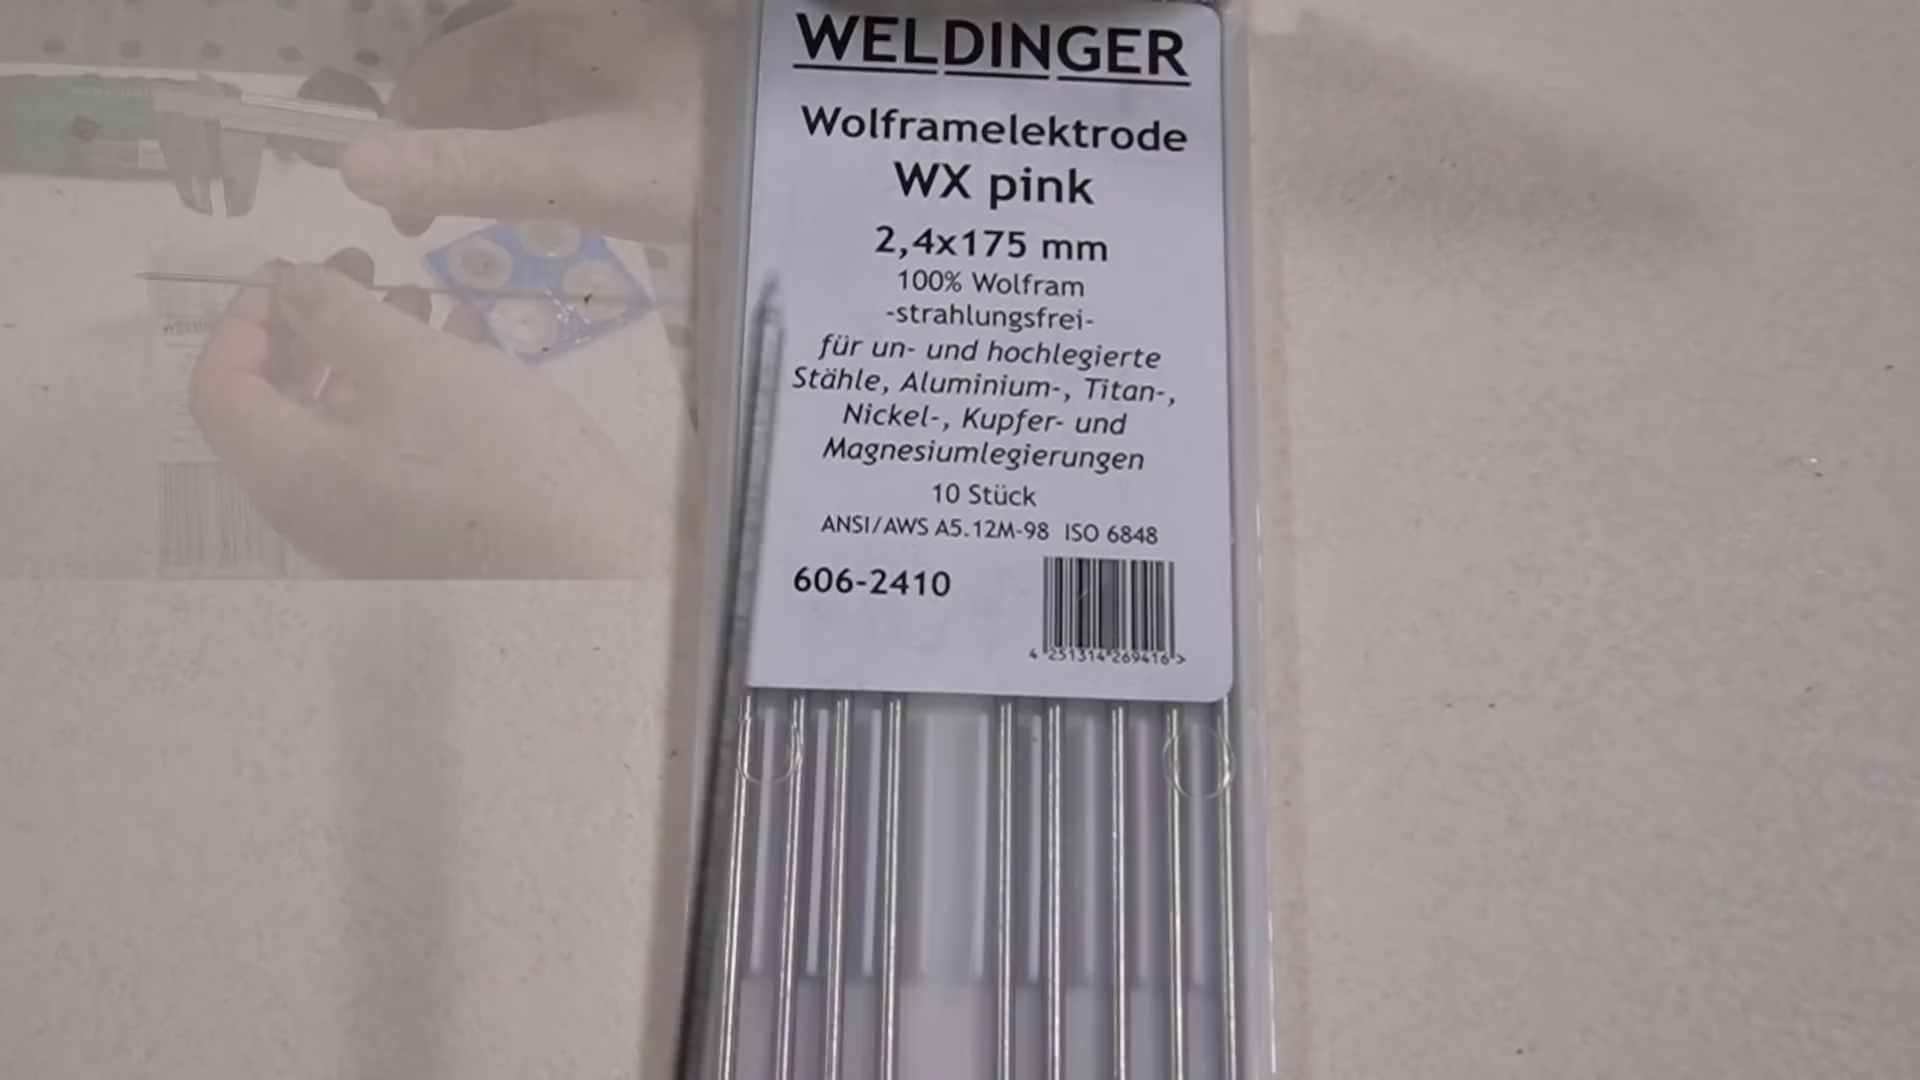 WELDINGER
Wolframelektrode
WX pink
2,4x175 mm
100% Wolfram
-strahlungsfrei-
für un- und hochlegierte
Stähle, Aluminium-, Titan-,
Nickel-, Kupfer- und
Magnesiumlegierungen
10 Stück
ANSI/AWS A5.12M-98 ISO 6848
606-2410
4 251314 269416 >